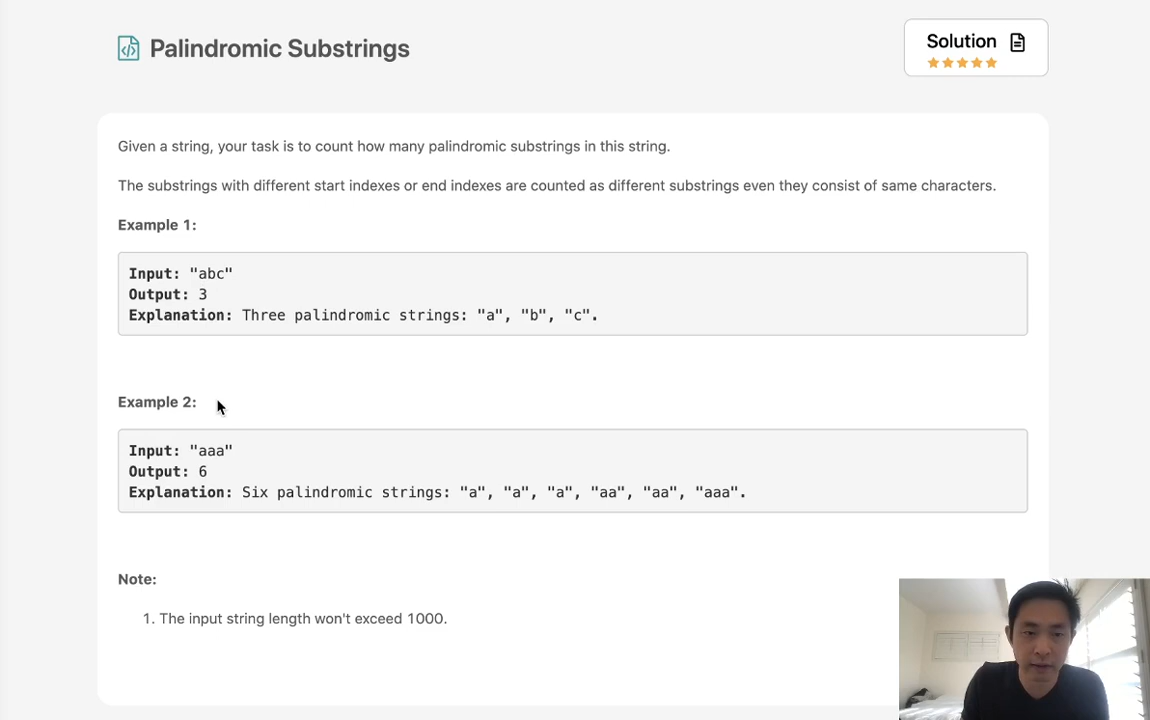 Palindromic Substrings
Solution
Given a string, your task is to count how many palindromic substrings in this string.
The substrings with different start indexes or end indexes are counted as different substrings even they consist of same characters.
Example 1:
Input: "abc"
Output: 3
Explanation: Three palindromic strings: "a", "b", "c".
Example 2:
Input: "aaa"
Output: 6
Explanation: Six palindromic strings: "a", "a", "a", "aa", "aa", "aaa".
Note:
1. The input string length won't exceed 1000.